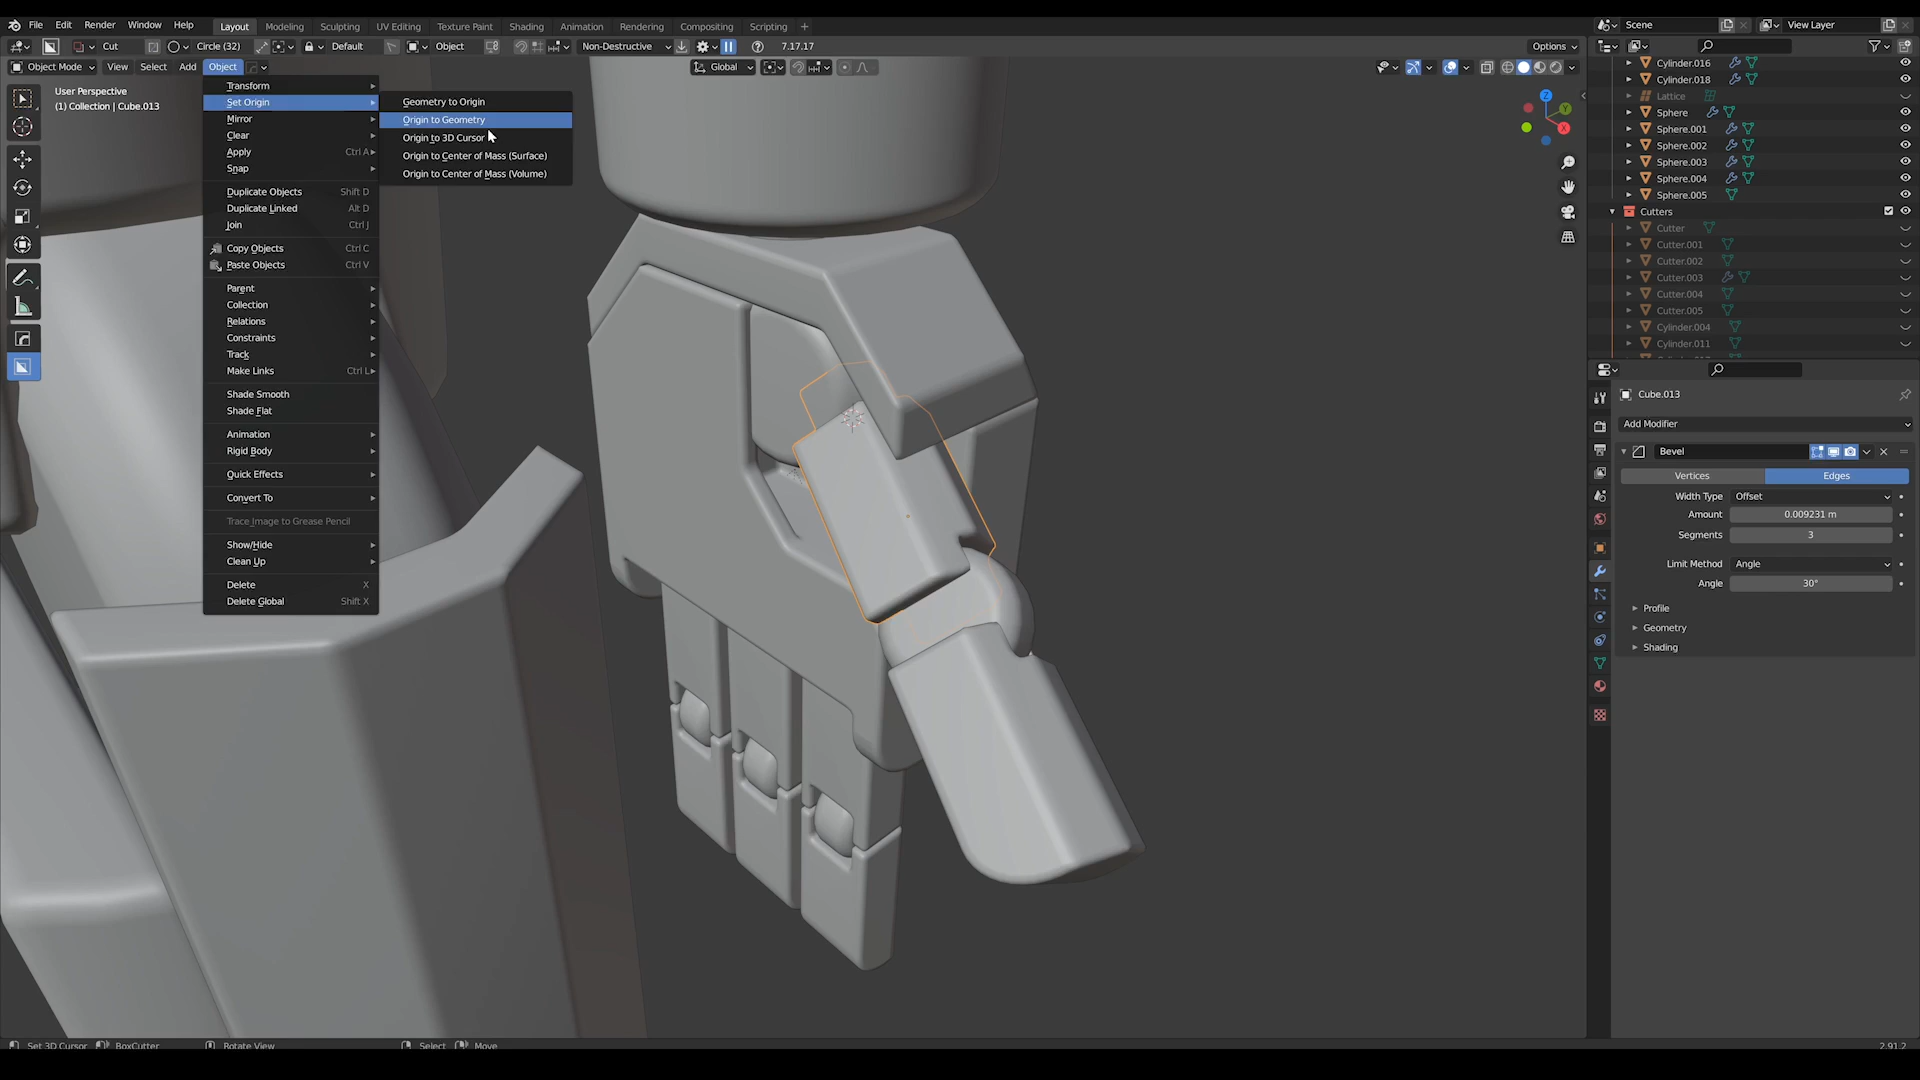 File Edit Render Window Help Layout Modeling Sculpting UV Editing Texture Paint Shading Animation Rendering Compositing Scripting + Scene View Layer
Cut Circle (32) Default Object Non-Destructive 7.17.17 Options
Object Mode View Select Add Object Global
User Perspective
(1) Collection | Cube.013
Transform
Set Origin
Mirror
Clear
Apply Ctrl A
Snap
Duplicate Objects Shift D
Duplicate Linked Alt D
Join Ctrl J
Copy Objects Ctrl C
Paste Objects Ctrl V
Parent
Collection
Relations
Constraints
Track
Make Links Ctrl L
Shade Smooth
Shade Flat
Animation
Rigid Body
Quick Effects
Convert To
Trace Image to Grease Pencil
Show/Hide
Clean Up
Delete X
Delete Global Shift X
Geometry to Origin
Origin to Geometry
Origin to 3D Cursor
Origin to Center of Mass (Surface)
Origin to Center of Mass (Volume)
Z
Y
X
Cylinder.016
Cylinder.018
Lattice
Sphere
Sphere.001
Sphere.002
Sphere.003
Sphere.004
Sphere.005
Cutters
Cutter
Cutter.001
Cutter.002
Cutter.003
Cutter.004
Cutter.005
Cylinder.004
Cylinder.011
Cube.013
Add Modifier
Bevel
Vertices Edges
Width Type Offset
Amount 0.009231 m
Segments 3
Limit Method Angle
Angle 30°
Profile
Geometry
Shading
Set 3D Cursor BoxCutter Rotate View Select Move 2.91.2